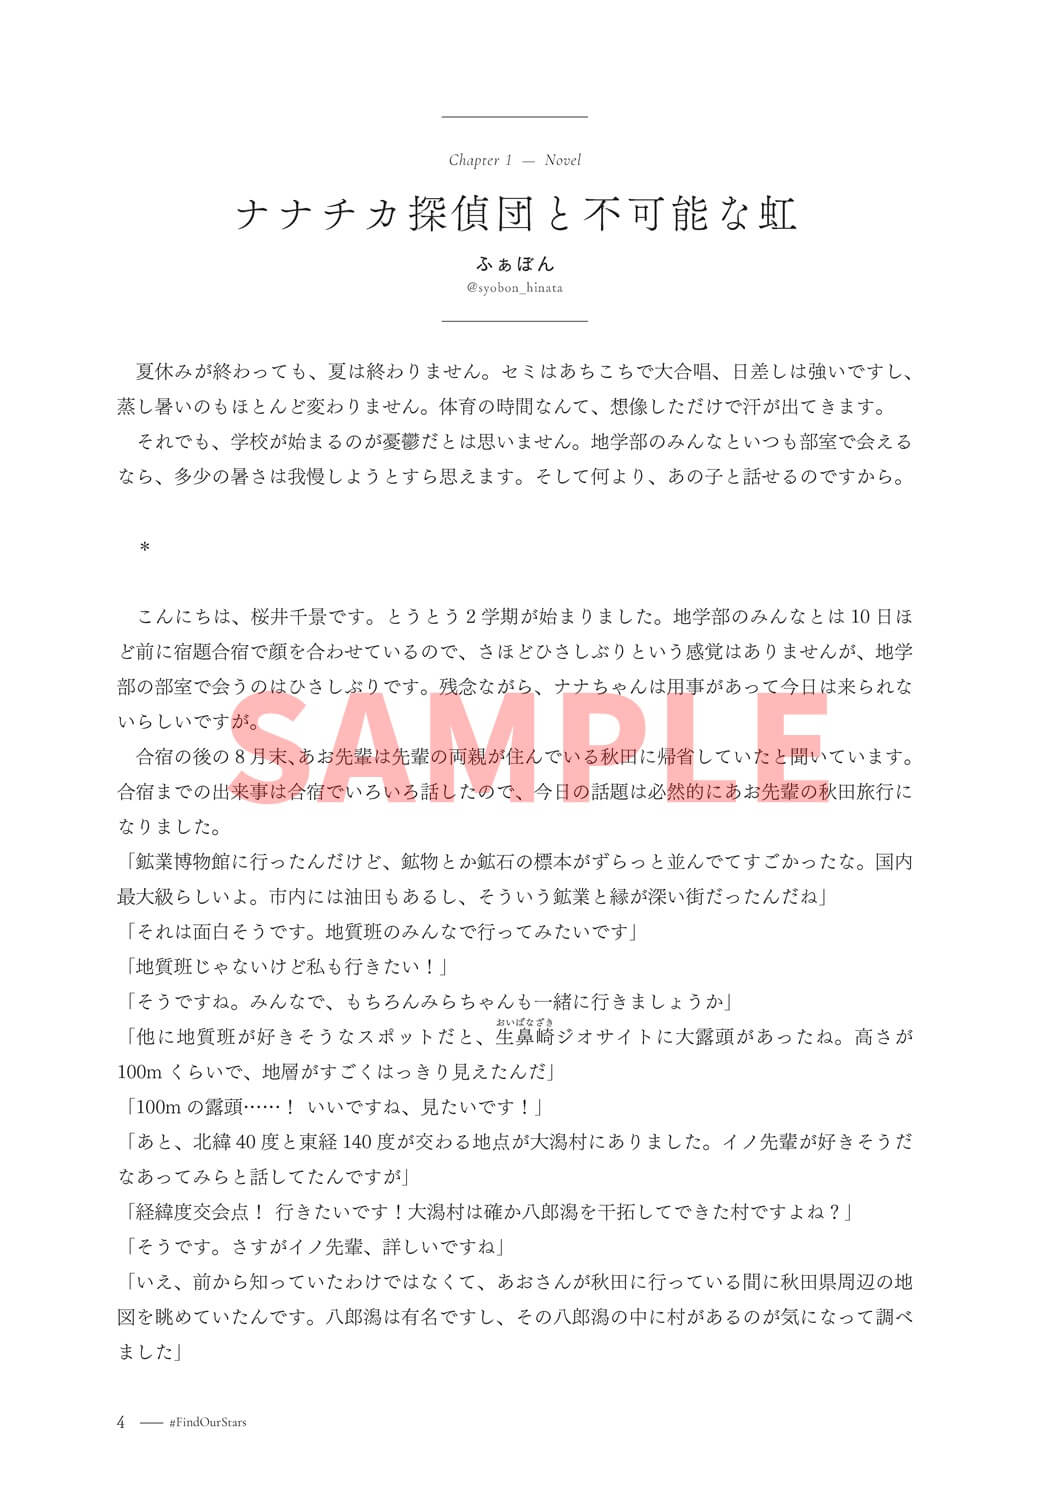 Chapter 1 — Novel
ナナチカ探偵団と不可能な虹
ふぁぼん
@syobon_hinata
夏休みが終わっても、夏は終わりません。セミはあちこちで大合唱、日差しは強いですし、
蒸し暑いのもほとんど変わりません。体育の時間なんて、想像しただけで汗が出てきます。
それでも、学校が始まるのが憂鬱だとは思いません。地学部のみんなといつも部室で会える
なら、多少の暑さは我慢しようとすら思えます。そして何より、あの子と話せるのですから。
*
こんにちは、桜井千景です。とうとう 2 学期が始まりました。地学部のみんなとは 10 日ほ
ど前に宿題合宿で顔を合わせているので、さほどひさしぶりという感覚はありませんが、地学
部の部室で会うのはひさしぶりです。残念ながら、ナナちゃんは用事があって今日は来られな
いらしいですが。
合宿の後の 8 月末、あお先輩は先輩の両親が住んでいる秋田に帰省していたと聞いています。
合宿までの出来事は合宿でいろいろ話したので、今日の話題は必然的にあお先輩の秋田旅行に
なりました。
SAMPLE
「鉱業博物館に行ったんだけど、鉱物とか鉱石の標本がずらっと並んでてすごかったな。国内
最大級らしいよ。市内には油田もあるし、そういう鉱業と縁が深い街だったんだね」
「それは面白そうです。地質班のみんなで行ってみたいです」
「地質班じゃないけど私も行きたい！」
「そうですね。みんなで、もちろんみらちゃんも一緒に行きましょうか」
おいばなざき
「他に地質班が好きそうなスポットだと、生鼻崎ジオサイトに大露頭があったね。高さが
100m くらいで、地層がすごくはっきり見えたんだ」
「100m の露頭……！ いいですね、見たいです！」
「あと、北緯 40 度と東経 140 度が交わる地点が大潟村にありました。イノ先輩が好きそうだ
なあってみらと話してたんですが」
「経緯度交会点！ 行きたいです！大潟村は確か八郎潟を干拓してできた村ですよね？」
「そうです。さすがイノ先輩、詳しいですね」
「いえ、前から知っていたわけではなくて、あおさんが秋田に行っている間に秋田県周辺の地
図を眺めていたんです。八郎潟は有名ですし、その八郎潟の中に村があるのが気になって調べ
ました」
4 — #FindOurStars